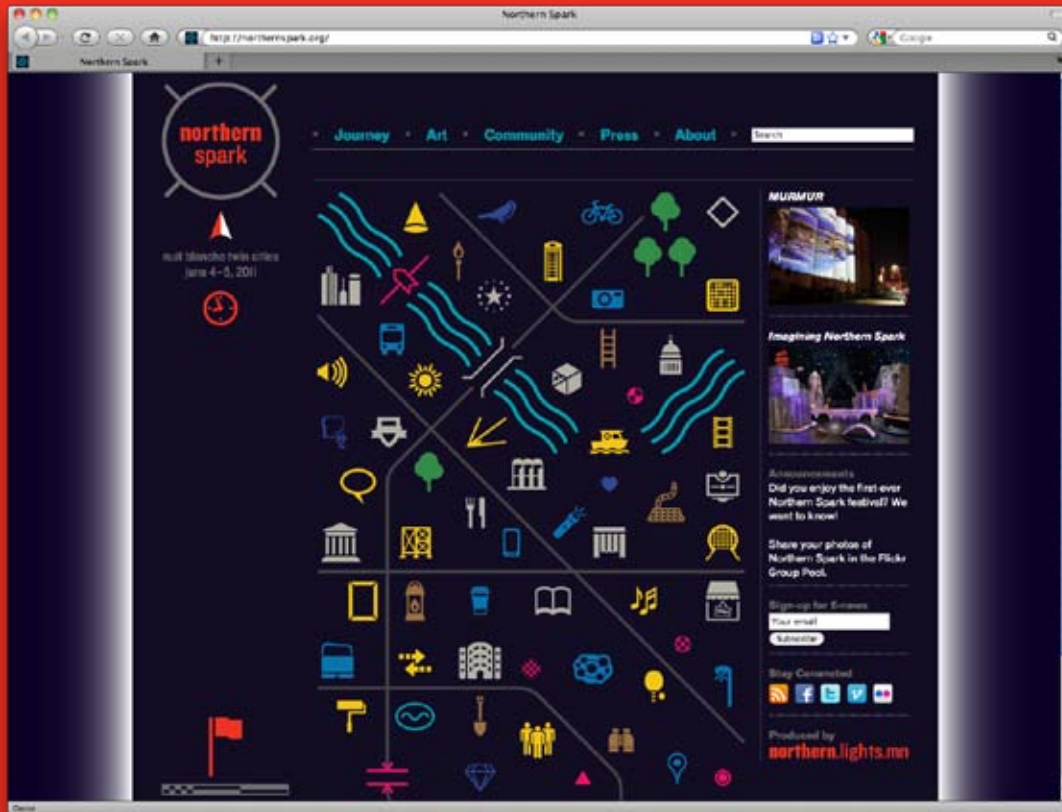 Northern Spark
http://northernspark.org/
Google
Northern Spark
northern
spark
Journey
Art
Community
Press
About
Search
nuit blanche twin cities
june 4-5, 2011
MURMUR
Imagining Northern Spark
Announcements
Did you enjoy the first-ever
Northern Spark festival? We
want to know!
Share your photos of
Northern Spark in the Flickr
Group Pool.
Sign-up for E-news
Your email
Subscribe
Stay Connected
Produced by
northern.lights.mn
Done